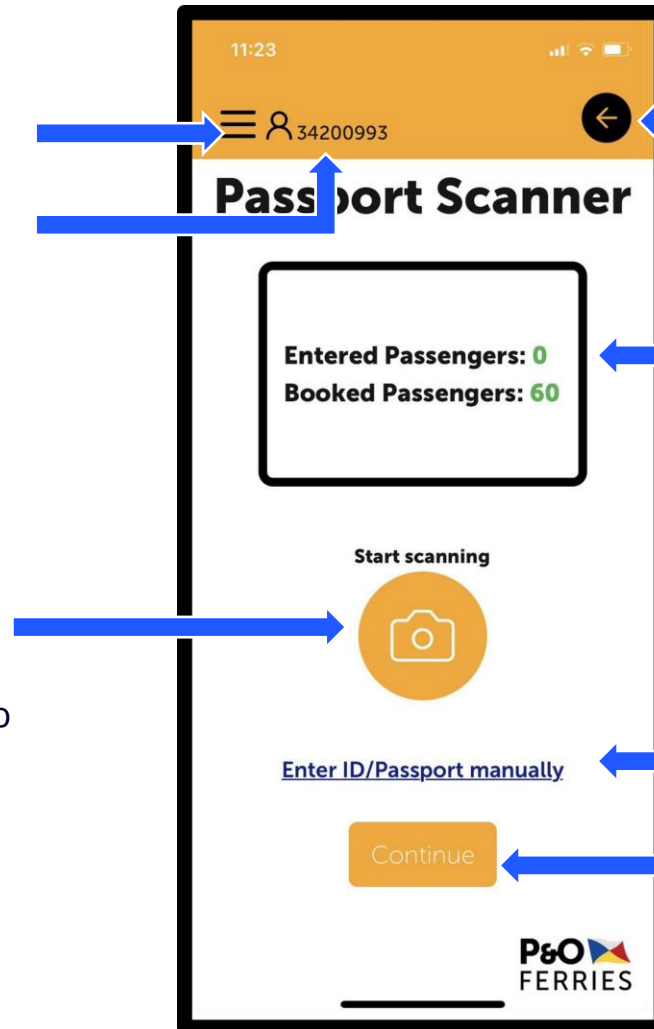 11:23
34200993
Passport Scanner
Entered Passengers: 0
Booked Passengers: 60
Start scanning
Enter ID/Passport manually
Continue
P&O
FERRIES